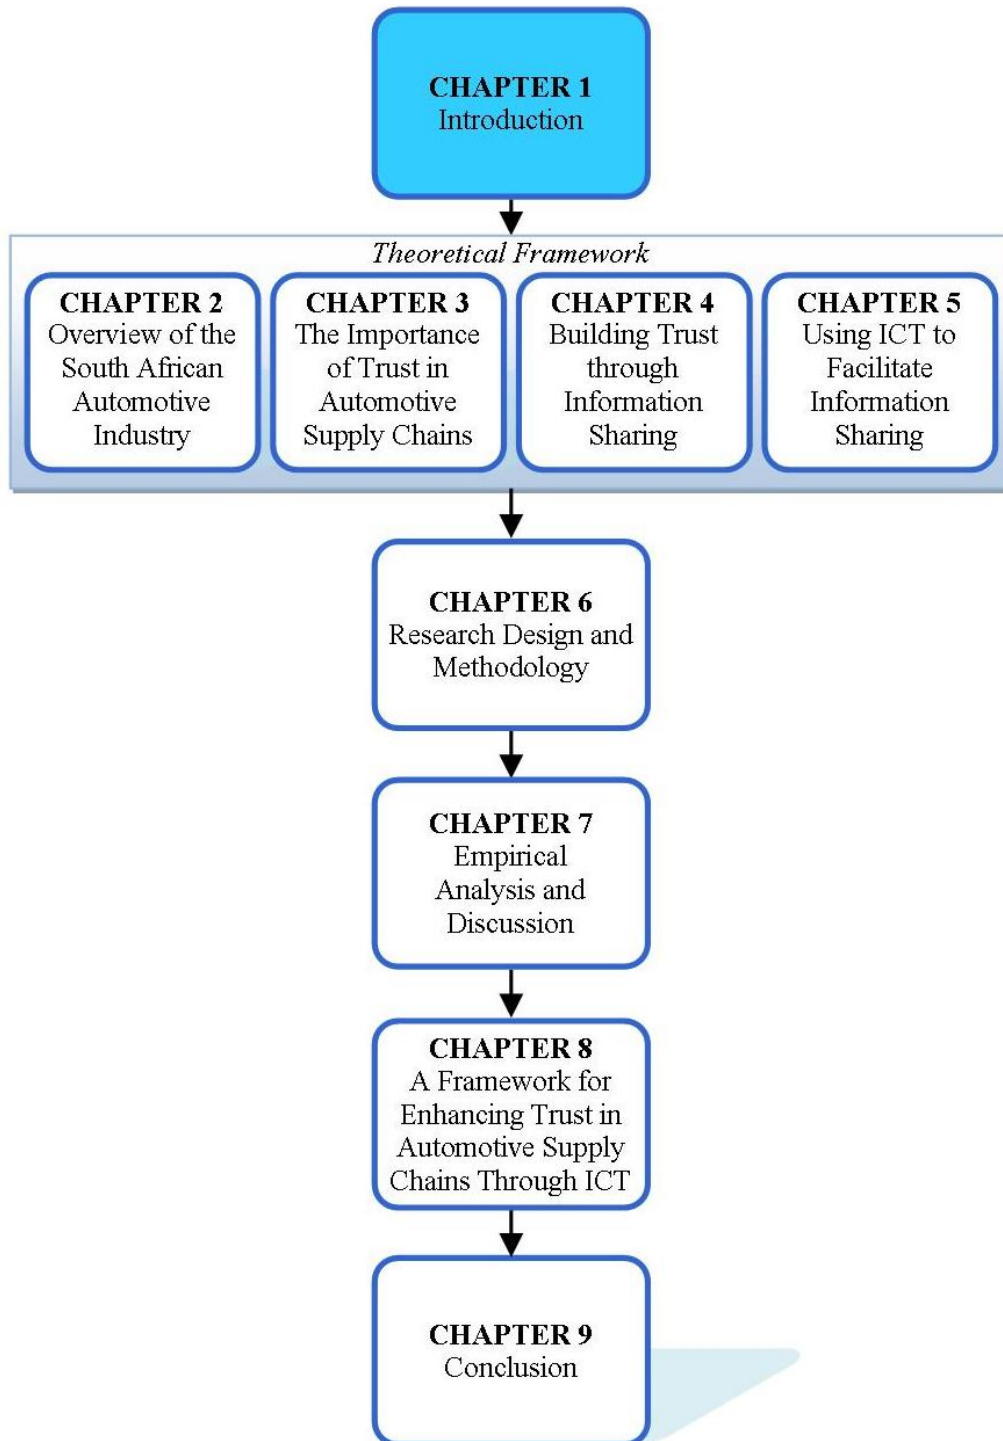 CHAPTER 1
Introduction
Theoretical Framework
CHAPTER 2
Overview of the
South African
Automotive
Industry
CHAPTER 3
The Importance
of Trust in
Automotive
Supply Chains
CHAPTER 4
Building Trust
through
Information
Sharing
CHAPTER 5
Using ICT to
Facilitate
Information
Sharing
CHAPTER 6
Research Design and
Methodology
CHAPTER 7
Empirical
Analysis and
Discussion
CHAPTER 8
A Framework for
Enhancing Trust in
Automotive Supply
Chains Through ICT
CHAPTER 9
Conclusion